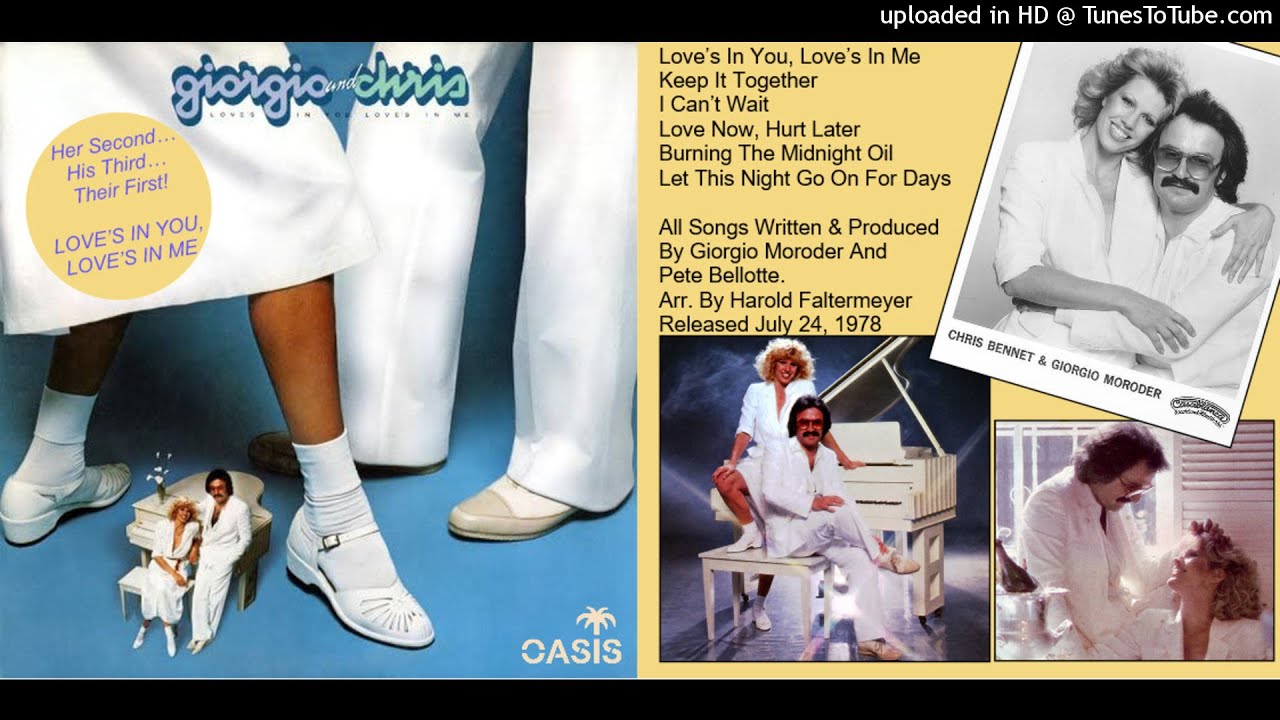 uploaded in HD @ TunesToTube.com
giorgio and chris
LOVE'S IN YOU LOVE'S IN ME
Her Second...
His Third...
Their First!
LOVE'S IN YOU,
LOVE'S IN ME
OASIS
Love's In You, Love's In Me
Keep It Together
I Can't Wait
Love Now, Hurt Later
Burning The Midnight Oil
Let This Night Go On For Days
All Songs Written & Produced
By Giorgio Moroder And
Pete Bellotte.
Arr. By Harold Faltermeyer
Released July 24, 1978
CHRIS BENNET & GIORGIO MORODER
Casablanca